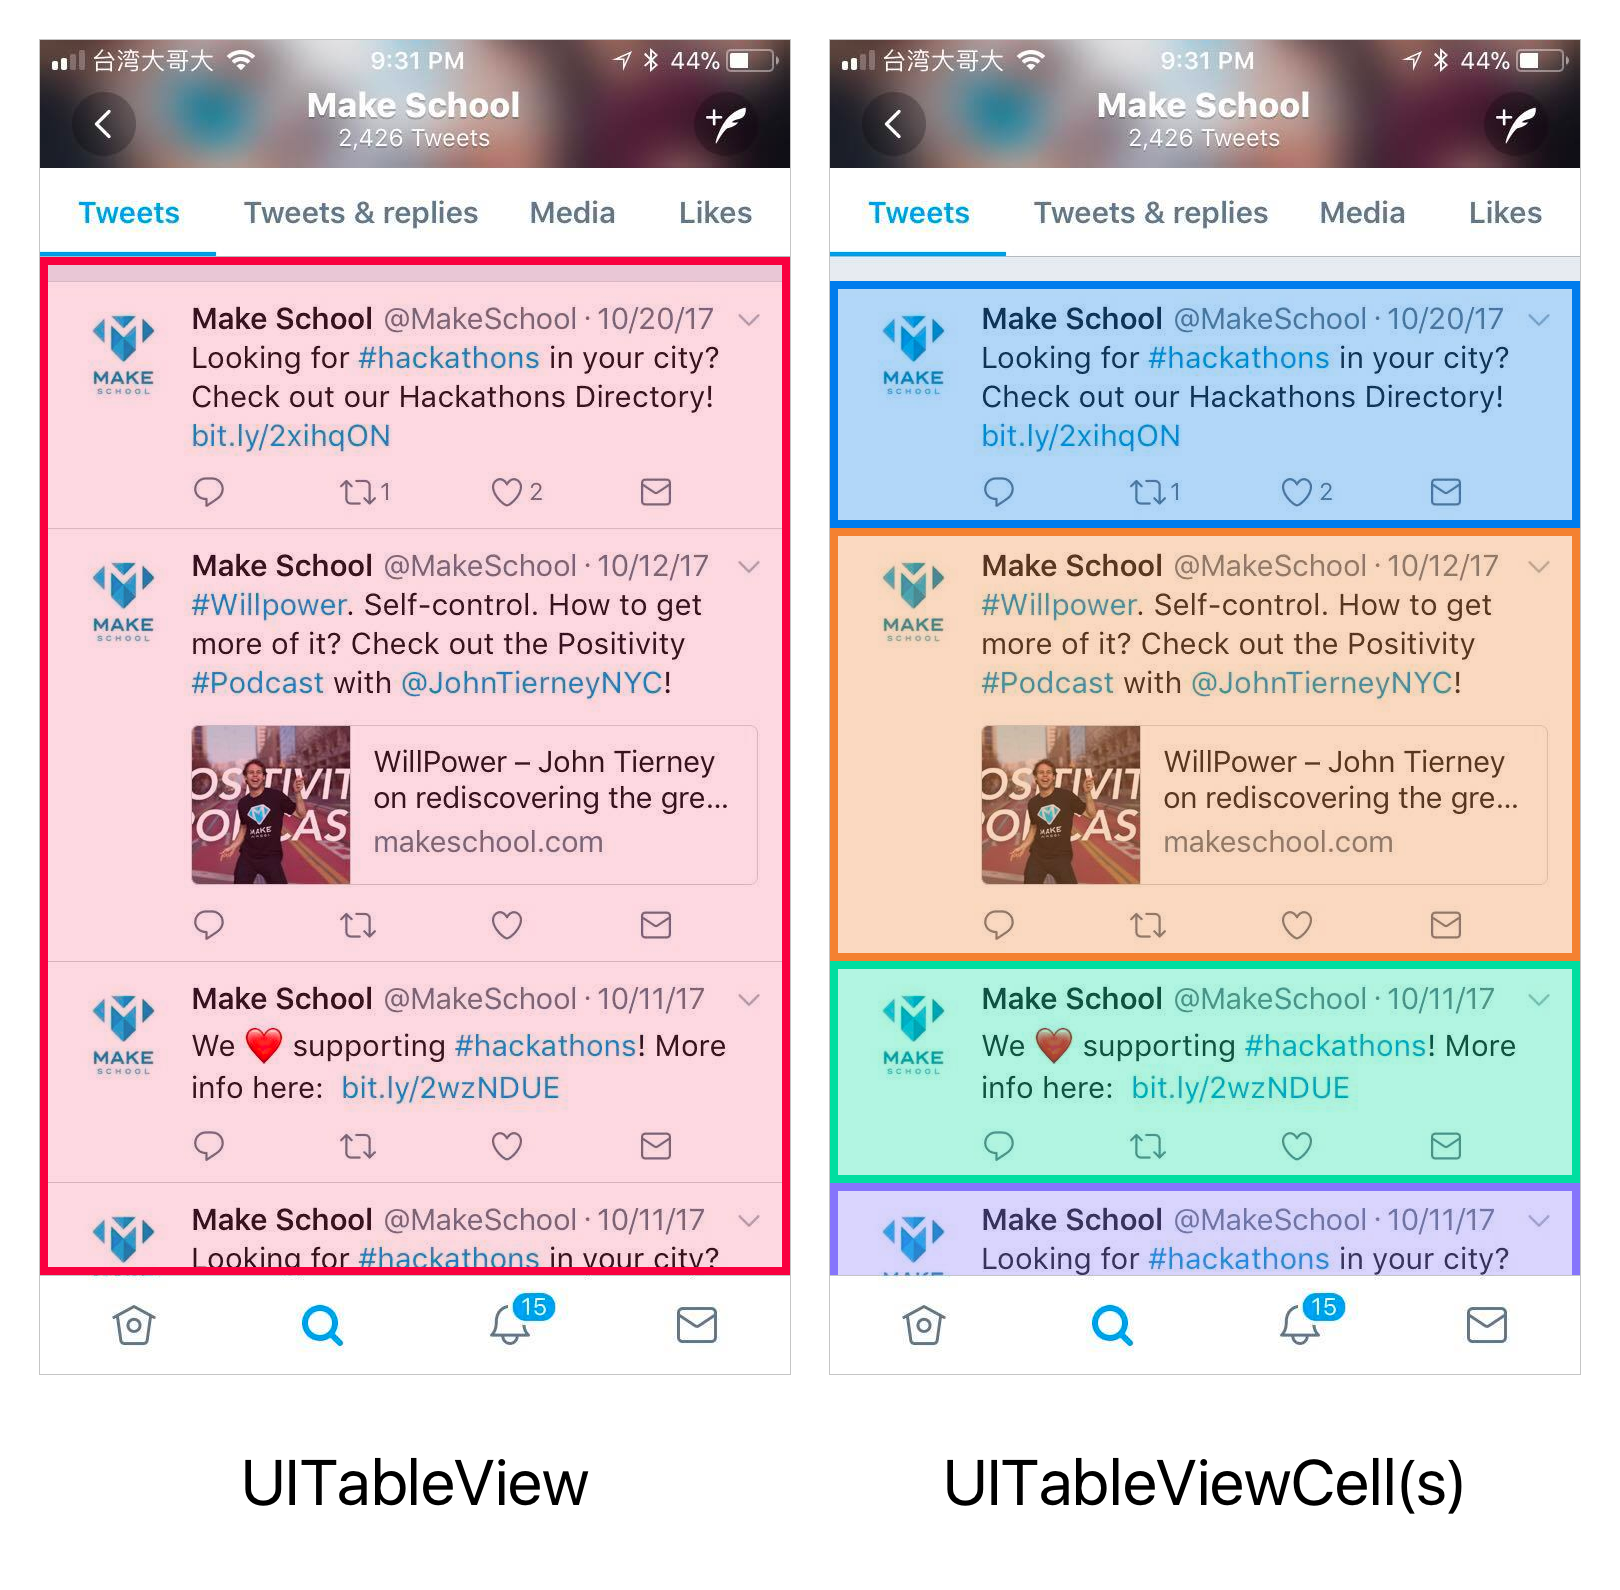 台湾大哥大 9:31 PM 44%
Make School
2,426 Tweets
Tweets Tweets & replies Media Likes
Make School @MakeSchool · 10/20/17
Looking for #hackathons in your city?
Check out our Hackathons Directory!
bit.ly/2xihqON
MAKE
SCHOOL
1 2
Make School @MakeSchool · 10/12/17
#Willpower. Self-control. How to get
more of it? Check out the Positivity
#Podcast with @JohnTierneyNYC!
MAKE
SCHOOL
WillPower – John Tierney
on rediscovering the gre...
makeschool.com
Make School @MakeSchool · 10/11/17
We ❤️ supporting #hackathons! More
info here: bit.ly/2wzNDUE
MAKE
SCHOOL
Make School @MakeSchool · 10/11/17
Looking for #hackathons in your city?
15
UITableView
台湾大哥大 9:31 PM 44%
Make School
2,426 Tweets
Tweets Tweets & replies Media Likes
Make School @MakeSchool · 10/20/17
Looking for #hackathons in your city?
Check out our Hackathons Directory!
bit.ly/2xihqON
MAKE
SCHOOL
1 2
Make School @MakeSchool · 10/12/17
#Willpower. Self-control. How to get
more of it? Check out the Positivity
#Podcast with @JohnTierneyNYC!
MAKE
SCHOOL
WillPower – John Tierney
on rediscovering the gre...
makeschool.com
Make School @MakeSchool · 10/11/17
We ❤️ supporting #hackathons! More
info here: bit.ly/2wzNDUE
MAKE
SCHOOL
Make School @MakeSchool · 10/11/17
Looking for #hackathons in your city?
15
UITableViewCell(s)